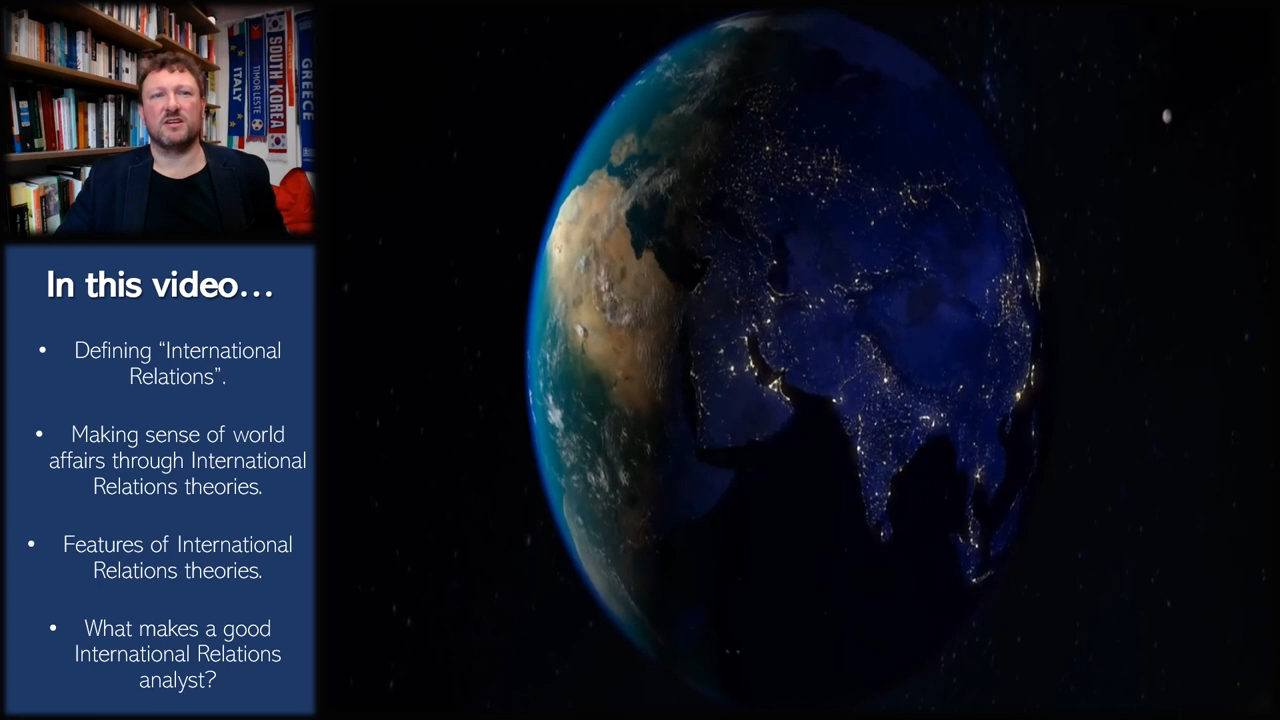 ITALY
TIMOR LESTE
SOUTH KOREA
GREECE
In this video…
• Defining “International
Relations”.
• Making sense of world
affairs through International
Relations theories.
• Features of International
Relations theories.
• What makes a good
International Relations
analyst?